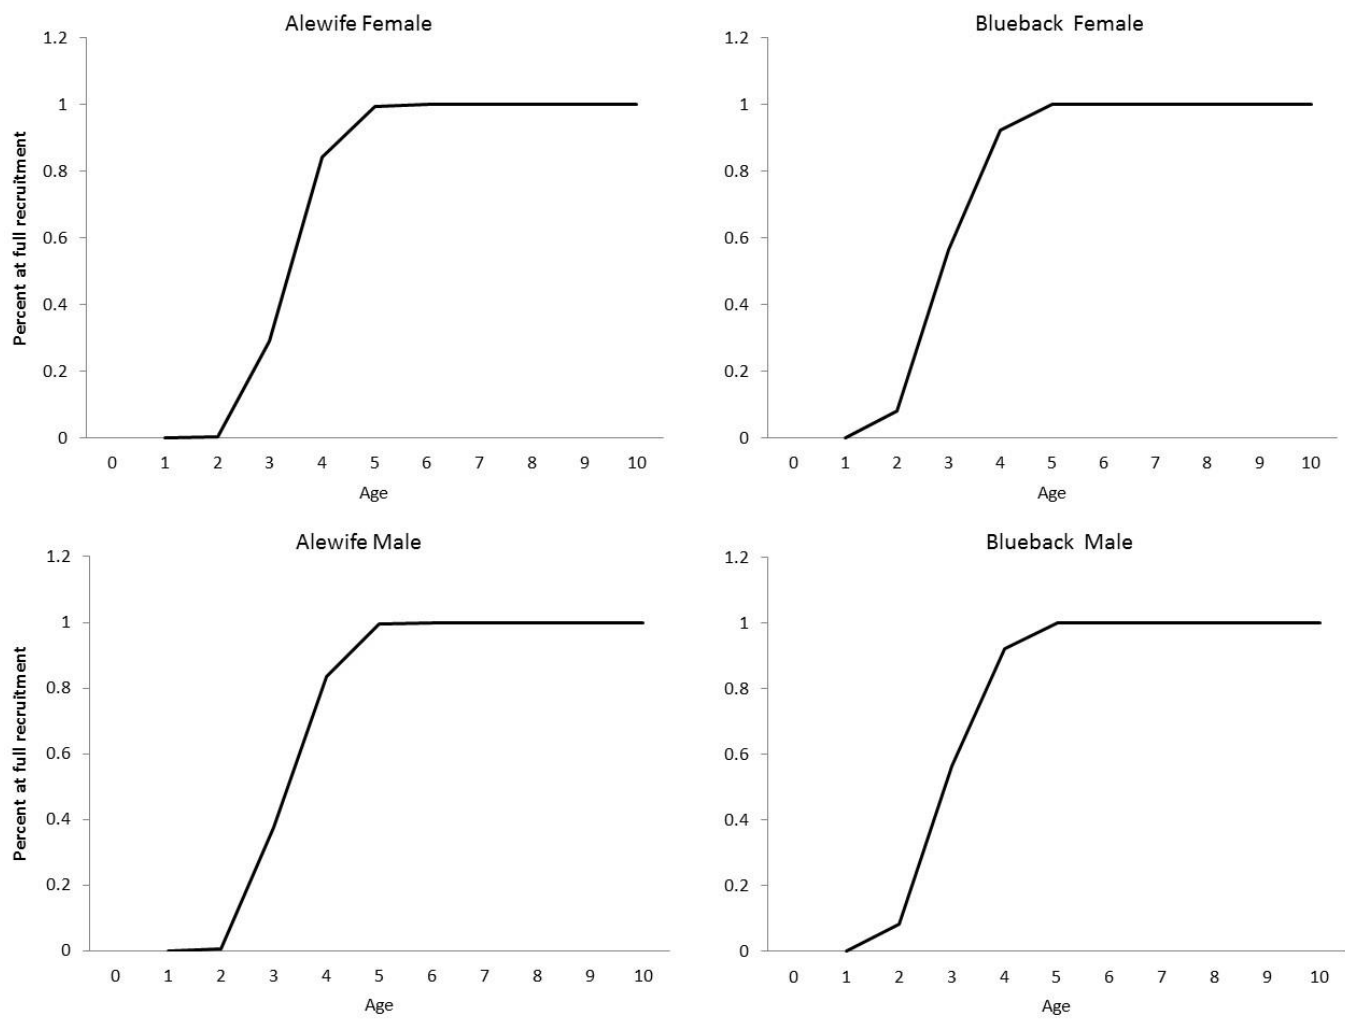 Alewife Female
1.2
1
0.8
0.6
0.4
0.2
0
Percent at full recruitment
0 1 2 3 4 5 6 7 8 9 10
Age
Blueback Female
1.2
1
0.8
0.6
0.4
0.2
0
0 1 2 3 4 5 6 7 8 9 10
Age
Alewife Male
1.2
1
0.8
0.6
0.4
0.2
0
Percent at full recruitment
0 1 2 3 4 5 6 7 8 9 10
Age
Blueback Male
1.2
1
0.8
0.6
0.4
0.2
0
0 1 2 3 4 5 6 7 8 9 10
Age